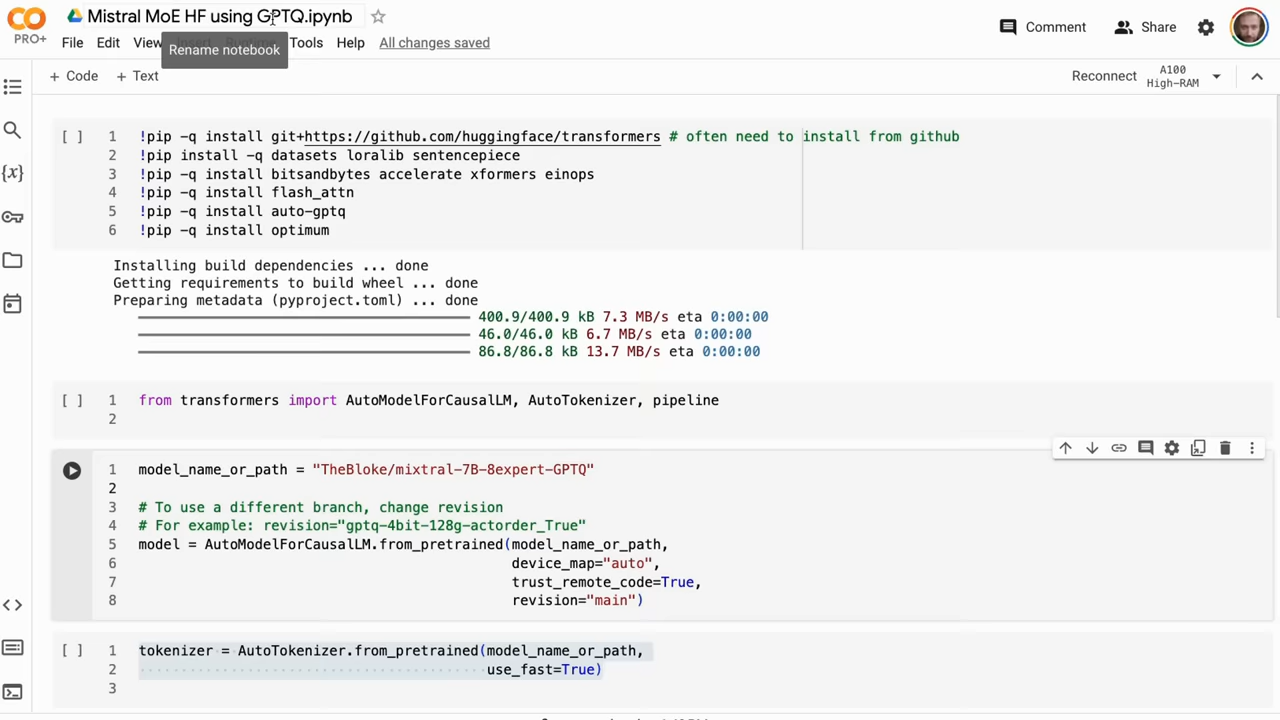 Mistral MoE HF using GPTQ.ipynb
PRO+
File Edit View Tools Help All changes saved
Rename notebook
Comment Share
+ Code + Text
Reconnect A100
High-RAM
[ ] 1 !pip -q install git+https://github.com/huggingface/transformers # often need to install from github
2 !pip install -q datasets loralib sentencepiece
3 !pip -q install bitsandbytes accelerate xformers einops
4 !pip -q install flash_attn
5 !pip -q install auto-gptq
6 !pip -q install optimum
Installing build dependencies ... done
Getting requirements to build wheel ... done
Preparing metadata (pyproject.toml) ... done
400.9/400.9 kB 7.3 MB/s eta 0:00:00
46.0/46.0 kB 6.7 MB/s eta 0:00:00
86.8/86.8 kB 13.7 MB/s eta 0:00:00
[ ] 1 from transformers import AutoModelForCausalLM, AutoTokenizer, pipeline
2
1 model_name_or_path = "TheBloke/mixtral-7B-8expert-GPTQ"
2
3 # To use a different branch, change revision
4 # For example: revision="gptq-4bit-128g-actorder_True"
5 model = AutoModelForCausalLM.from_pretrained(model_name_or_path,
6 device_map="auto",
7 trust_remote_code=True,
8 revision="main")
[ ] 1 tokenizer = AutoTokenizer.from_pretrained(model_name_or_path,
2 use_fast=True)
3